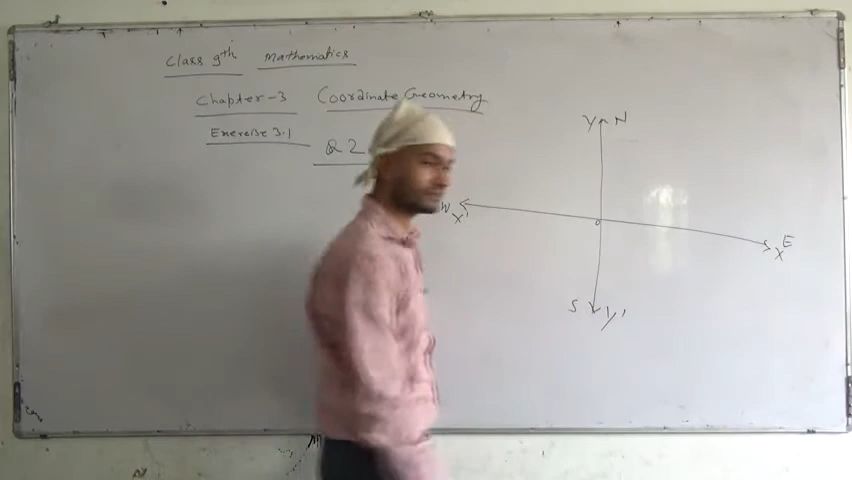 Class 9th Mathematics
Chapter-3 Coordinate Geometry
Exercise 3.1
Q 2
Y N
W X'
O
E
X
S Y'